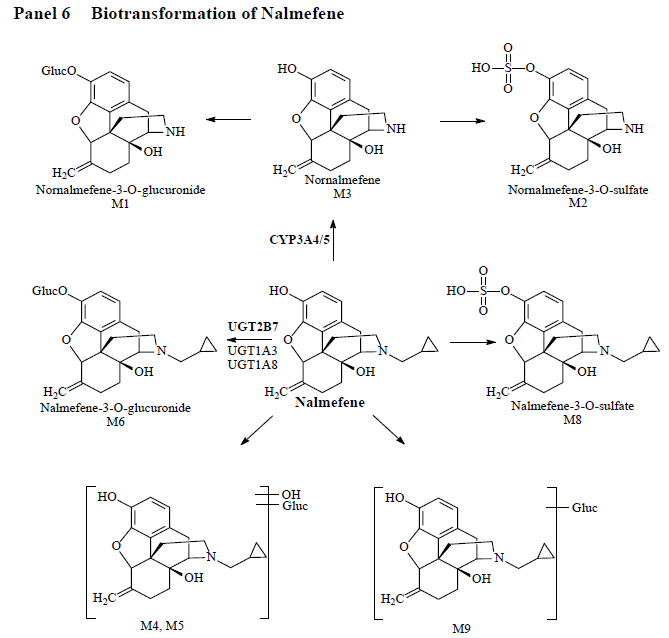 Panel 6 Biotransformation of Nalmefene
GlucO
O
NH
OH
H2C
Nornalmefene-3-O-glucuronide
M1
HO
O
NH
OH
H2C
Nornalmefene
M3
O
HO—S—O
O
O
NH
OH
H2C
Nornalmefene-3-O-sulfate
M2
CYP3A4/5
GlucO
O
N
OH
H2C
Nalmefene-3-O-glucuronide
M6
UGT2B7
UGT1A3
UGT1A8
HO
O
N
OH
H2C
Nalmefene
O
HO—S—O
O
O
N
OH
H2C
Nalmefene-3-O-sulfate
M8
HO
OH
Gluc
O
N
OH
H2C
M4, M5
HO
Gluc
O
N
OH
H2C
M9